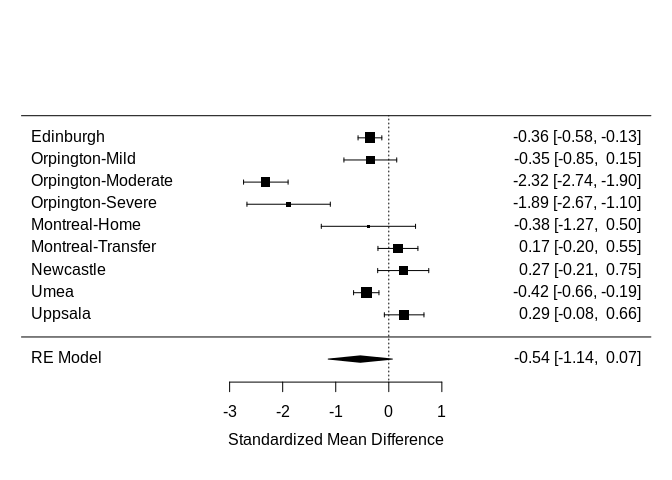 Edinburgh -0.36 [-0.58, -0.13]
Orpington-Mild -0.35 [-0.85, 0.15]
Orpington-Moderate -2.32 [-2.74, -1.90]
Orpington-Severe -1.89 [-2.67, -1.10]
Montreal-Home -0.38 [-1.27, 0.50]
Montreal-Transfer 0.17 [-0.20, 0.55]
Newcastle 0.27 [-0.21, 0.75]
Umea -0.42 [-0.66, -0.19]
Uppsala 0.29 [-0.08, 0.66]
RE Model -0.54 [-1.14, 0.07]
-3 -2 -1 0 1
Standardized Mean Difference